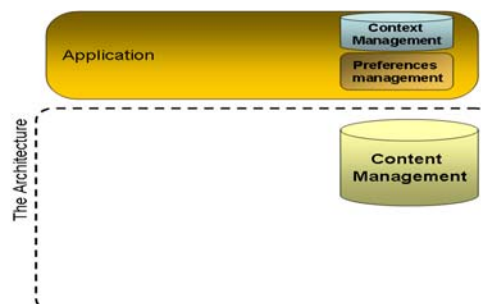 Context
Management
Application
Preferences
management
The Architecture
Content
Management